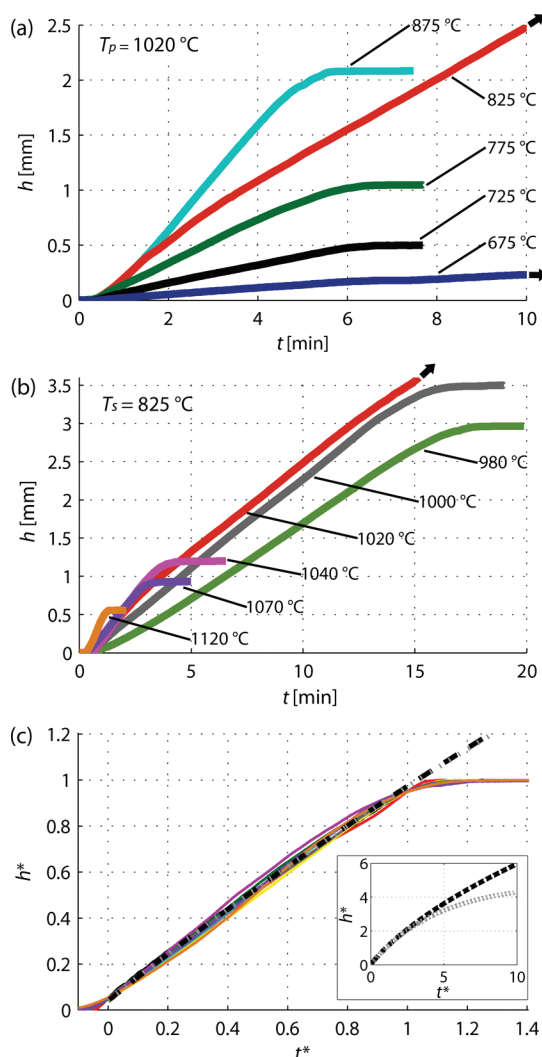 (a)
Tp = 1020 °C
875 °C
825 °C
775 °C
725 °C
675 °C
2.5
2
1.5
1
0.5
0
h [mm]
0 2 4 6 8 10
t [min]
(b)
Ts = 825 °C
980 °C
1000 °C
1020 °C
1040 °C
1070 °C
1120 °C
3.5
3
2.5
2
1.5
1
0.5
0
h [mm]
0 5 10 15 20
t [min]
(c)
1.2
1
0.8
0.6
0.4
0.2
0
h*
0 0.2 0.4 0.6 0.8 1 1.2 1.4
t*
6
4
2
0
h*
0 5 10
t*